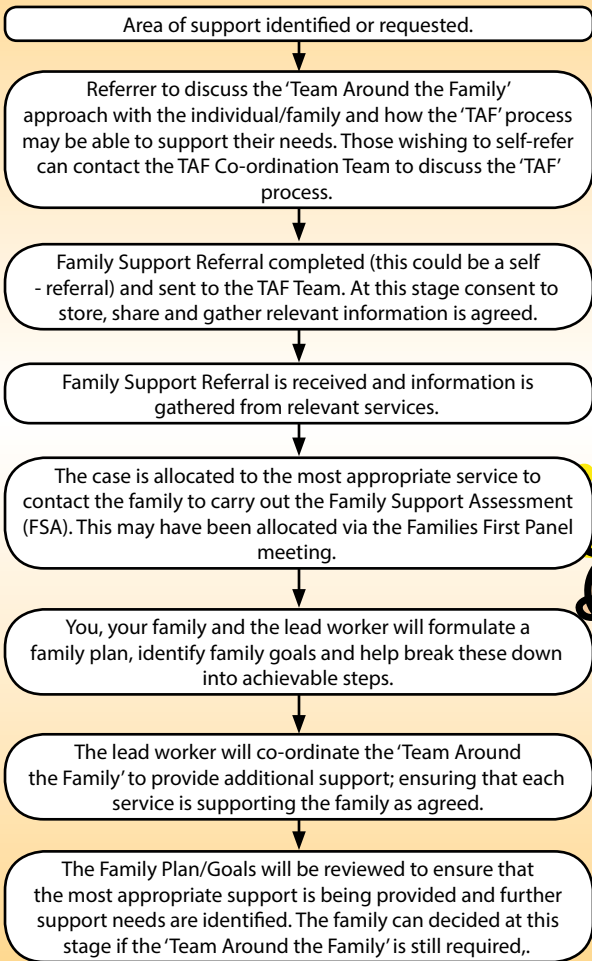 Area of support identified or requested.
Referrer to discuss the ‘Team Around the Family’
approach with the individual/family and how the ‘TAF’ process
may be able to support their needs. Those wishing to self-refer
can contact the TAF Co-ordination Team to discuss the ‘TAF’
process.
Family Support Referral completed (this could be a self
- referral) and sent to the TAF Team. At this stage consent to
store, share and gather relevant information is agreed.
Family Support Referral is received and information is
gathered from relevant services.
The case is allocated to the most appropriate service to
contact the family to carry out the Family Support Assessment
(FSA). This may have been allocated via the Families First Panel
meeting.
You, your family and the lead worker will formulate a
family plan, identify family goals and help break these down
into achievable steps.
The lead worker will co-ordinate the ‘Team Around
the Family’ to provide additional support; ensuring that each
service is supporting the family as agreed.
The Family Plan/Goals will be reviewed to ensure that
the most appropriate support is being provided and further
support needs are identified. The family can decided at this
stage if the ‘Team Around the Family’ is still required,.